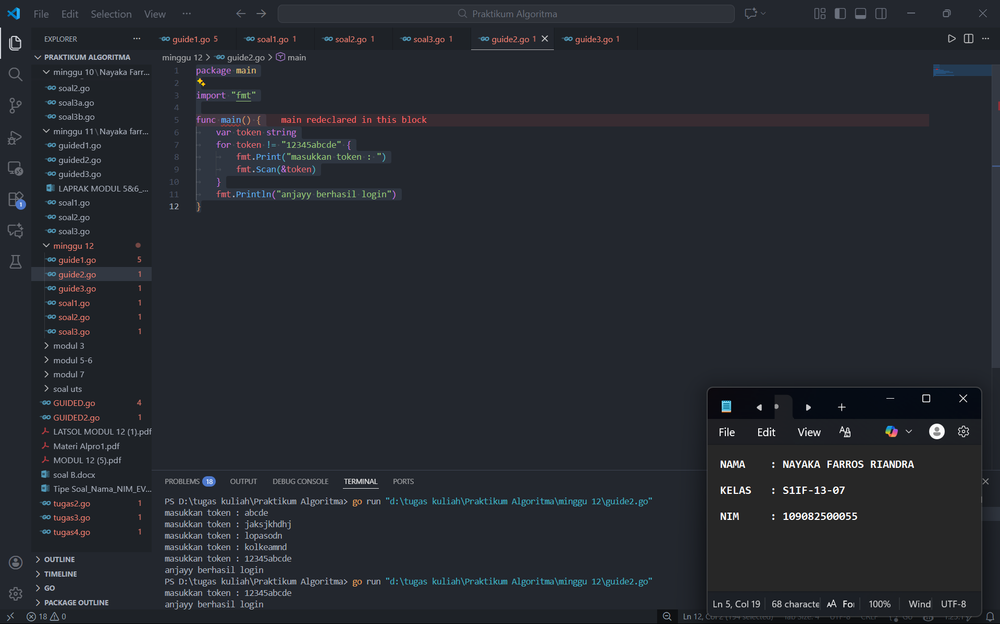 File Edit Selection View ··· Praktikum Algoritma
EXPLORER ···
PRAKTIKUM ALGORITMA
minggu 10 \ Nayaka Farr...
soal2.go
soal3a.go
soal3b.go
minggu 11 \ Nayaka farr...
guided1.go
guided2.go
guided3.go
LAPRAK MODUL 5&6_...
soal1.go
soal2.go
soal3.go
minggu 12
guide1.go 5
guide2.go 1
guide3.go 1
soal1.go 1
soal2.go 1
soal3.go 1
modul 3
modul 5-6
modul 7
soal uts
GUIDED.go 4
GUIDED2.go 1
LATSOL MODUL 12 (1).pdf
Materi Alpro1.pdf
MODUL 12 (5).pdf
soal B.docx
Tipe Soal_Nama_NIM_EV...
tugas2.go 1
tugas3.go 1
tugas4.go 1
OUTLINE
TIMELINE
GO
PACKAGE OUTLINE
1
guide1.go 5 soal1.go 1 soal2.go 1 soal3.go 1 guide2.go 1 guide3.go 1
minggu 12 > guide2.go > main
1 package main
2
3 import "fmt"
4
5 func main() { main redeclared in this block
6 var token string
7 for token != "12345abcde" {
8 fmt.Print("masukkan token : ")
9 fmt.Scan(&token)
10 }
11 fmt.Println("anjayy berhasil login")
12 }
PROBLEMS 18 OUTPUT DEBUG CONSOLE TERMINAL PORTS
PS D:\tugas kuliah\Praktikum Algoritma> go run "d:\tugas kuliah\Praktikum Algoritma\minggu 12\guide2.go"
masukkan token : abcde
masukkan token : jaksjkhdhj
masukkan token : lopasodn
masukkan token : kolkeamnd
masukkan token : 12345abcde
anjayy berhasil login
PS D:\tugas kuliah\Praktikum Algoritma> go run "d:\tugas kuliah\Praktikum Algoritma\minggu 12\guide2.go"
masukkan token : 12345abcde
anjayy berhasil login
File Edit View
NAMA : NAYAKA FARROS RIANDRA
KELAS : S1IF-13-07
NIM : 109082500055
Ln 5, Col 19 68 characte For 100% Wind UTF-8
18 0 Ln 12, Col 2 (194 selected)